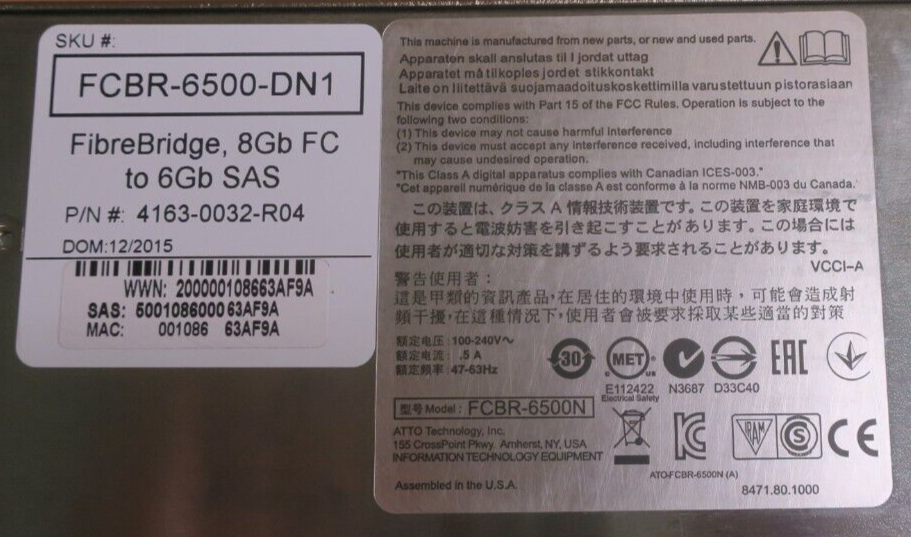 SKU #:
FCBR-6500-DN1
FibreBridge, 8Gb FC
to 6Gb SAS
P/N #: 4163-0032-R04
DOM:12/2015
WWN: 200000108663AF9A
SAS: 5001086000 63AF9A
MAC: 001086 63AF9A
This machine is manufactured from new parts, or new and used parts.
Apparaten skall anslutas til l jordat uttag
Apparatet må tilkoples jordet stikkontakt
Laite on liitettävä suojamaadoituskoskettimilla varustettuun pistorasiaan
This device complies with Part 15 of the FCC Rules. Operation is subject to the
following two conditions:
(1) This device may not cause harmful Interference
(2) This device must accept any interference received, including interference that
may cause undesired operation.
"This Class A digital apparatus complies with Canadian ICES-003."
"Cet appareil numérique de la classe A est conforme à la norme NMB-003 du Canada."
この装置は、クラス A 情報技術装置です。この装置を家庭環境で
使用すると電波妨害を引き起こすことがあります。この場合には
使用者が適切な対策を講ずるよう要求されることがあります。
VCCI-A
警告使用者：
這是甲類的資訊產品，在居住的環境中使用時，可能會造成射
頻干擾，在這種情況下，使用者會被要求採取某些適當的對策
额定电压: 100-240V~
额定电流: .5 A
额定频率: 47-63Hz
30
MET
C US
E112422
Electrical Safety
N3687
D33C40
EAC
型号 Model: FCBR-6500N
ATTO Technology, Inc.
155 CrossPoint Pkwy. Amherst, NY, USA
INFORMATION TECHNOLOGY EQUIPMENT
Assembled in the U.S.A.
IRAM
S
CE
ATO-FCBR-6500N (A)
8471.80.1000